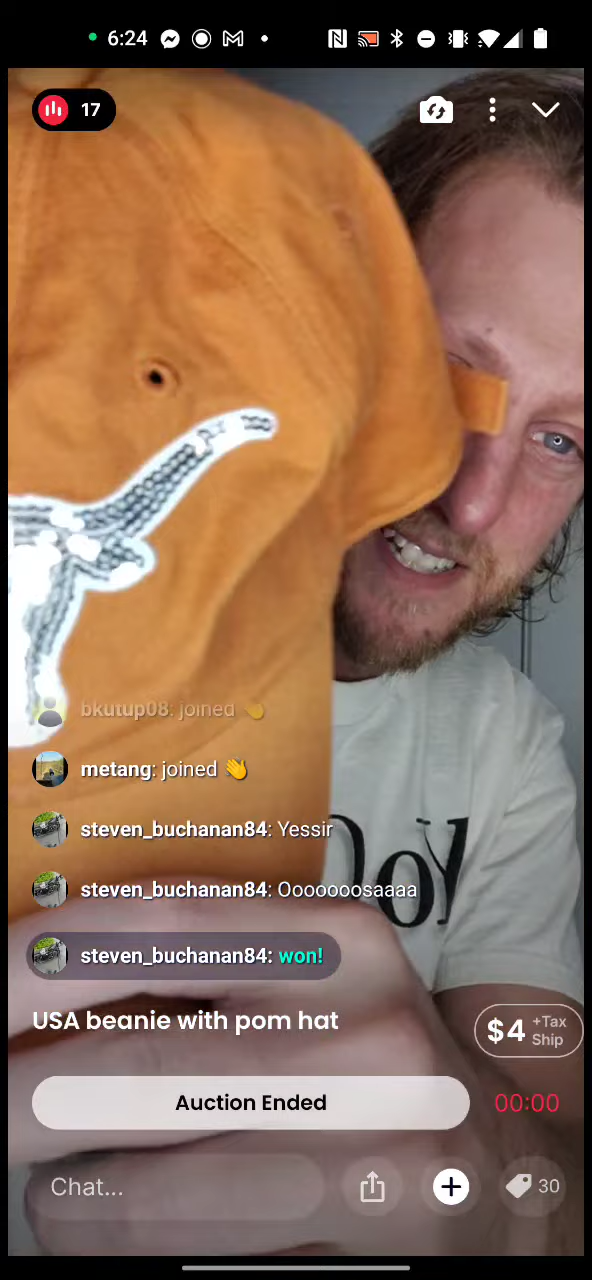 6:24
17
bkutup08: joined 👋
metang: joined 👋
steven_buchanan84: Yessir
steven_buchanan84: Ooooooosaaaa
steven_buchanan84: won!
USA beanie with pom hat
$4 +Tax
Ship
Auction Ended
00:00
Chat...
30